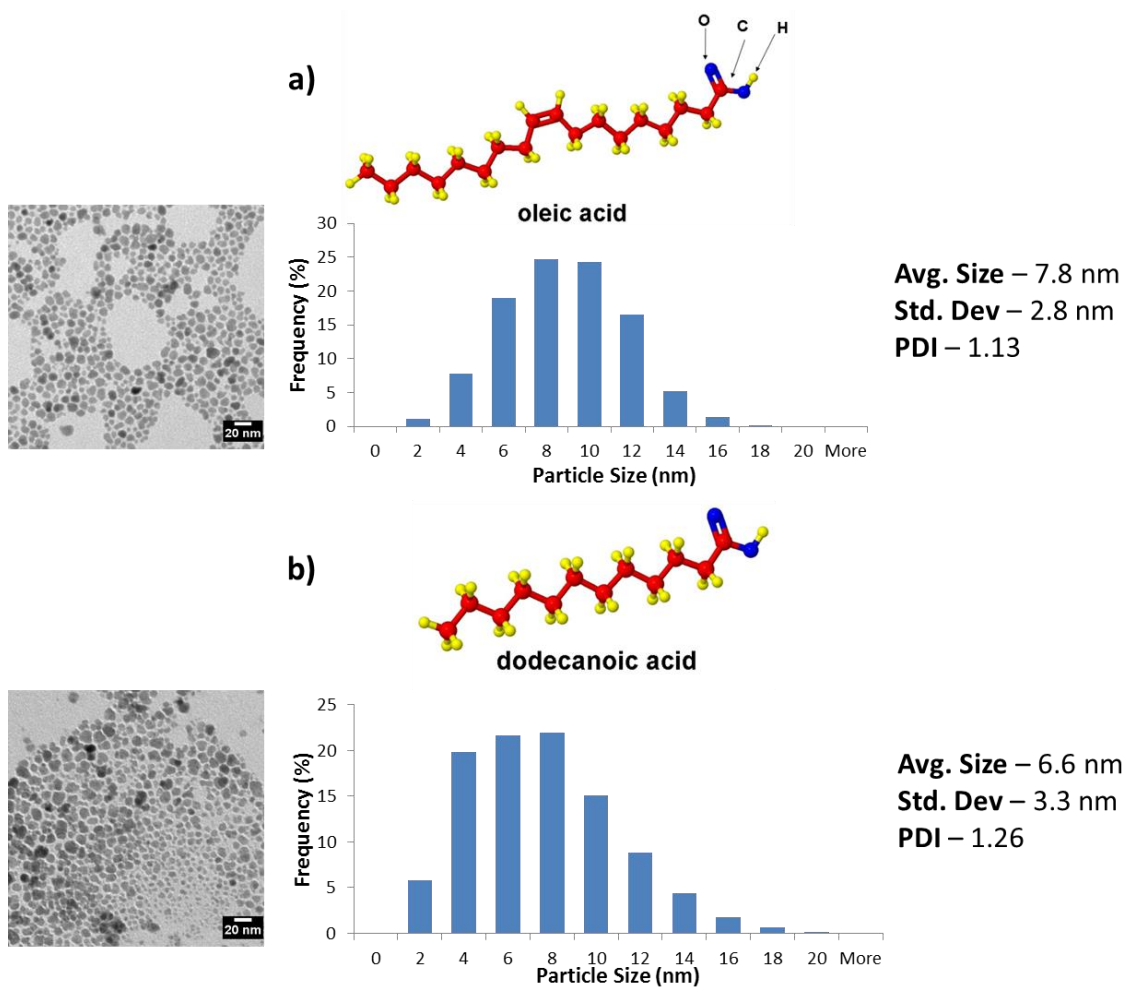 a)
O
C
H
oleic acid
20 nm
Frequency (%)
30
25
20
15
10
5
0
0 2 4 6 8 10 12 14 16 18 20 More
Particle Size (nm)
Avg. Size – 7.8 nm
Std. Dev – 2.8 nm
PDI – 1.13
b)
dodecanoic acid
20 nm
Frequency (%)
25
20
15
10
5
0
0 2 4 6 8 10 12 14 16 18 20 More
Particle Size (nm)
Avg. Size – 6.6 nm
Std. Dev – 3.3 nm
PDI – 1.26